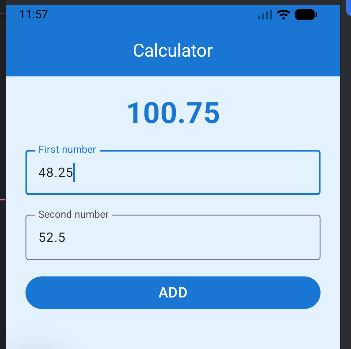 11:57
Calculator
100.75
First number
48.25
Second number
52.5
ADD